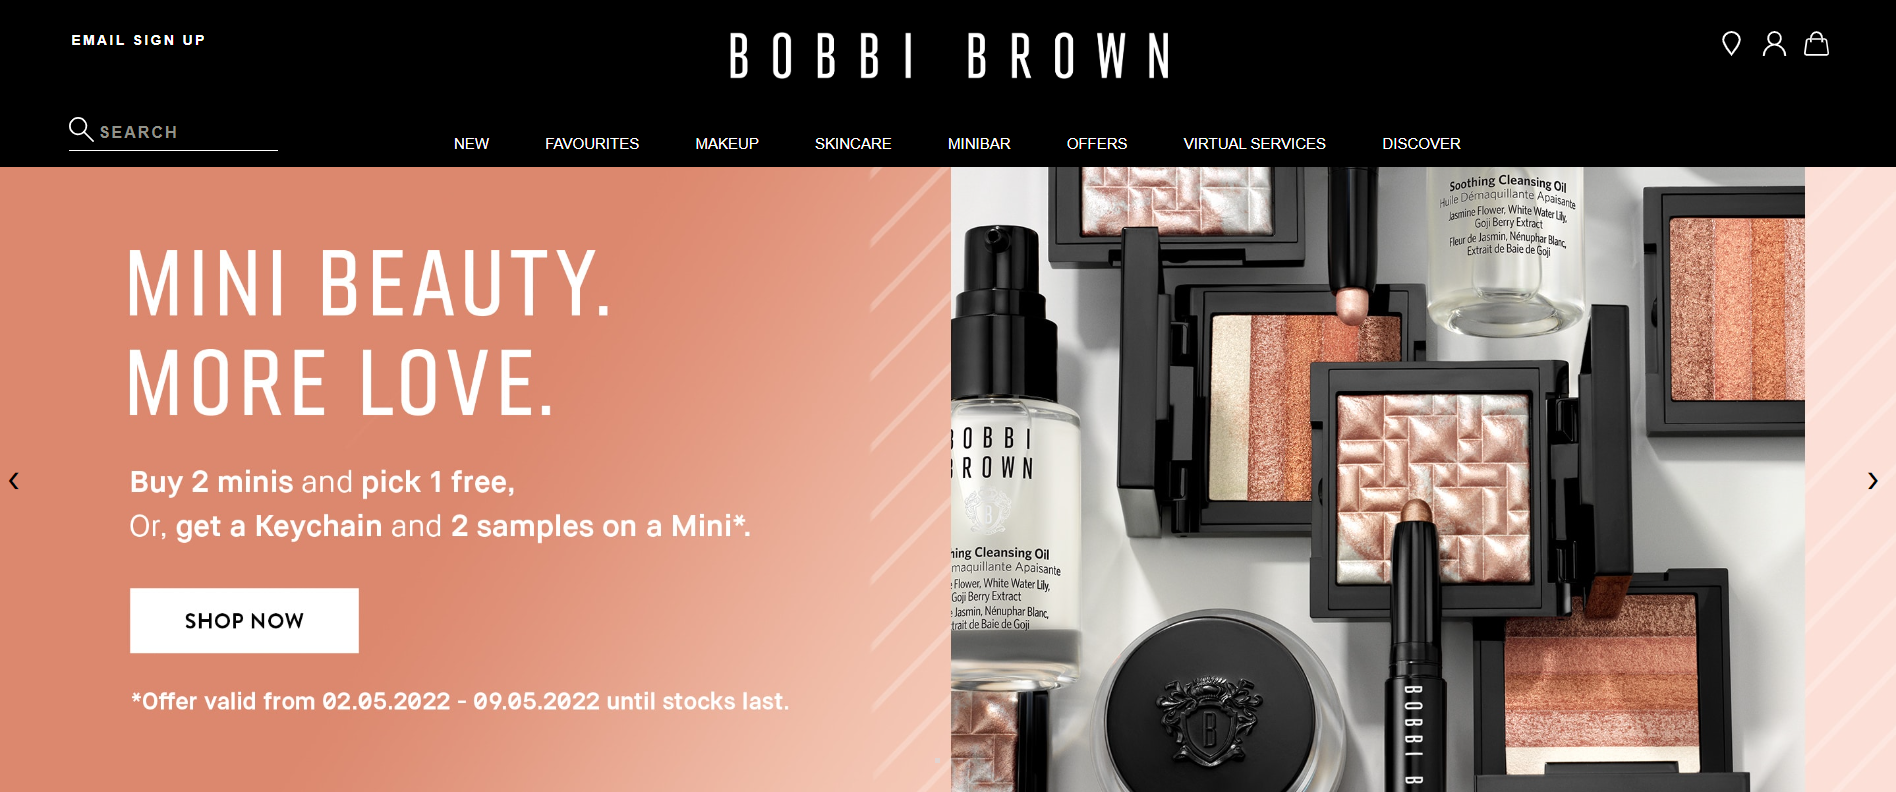 EMAIL SIGN UP
BOBBI BROWN
SEARCH
NEW FAVOURITES MAKEUP SKINCARE MINIBAR OFFERS VIRTUAL SERVICES DISCOVER
MINI BEAUTY.
MORE LOVE.
Buy 2 minis and pick 1 free,
Or, get a Keychain and 2 samples on a Mini*.
SHOP NOW
*Offer valid from 02.05.2022 - 09.05.2022 until stocks last.
Soothing Cleansing Oil
Huile Démaquillante Apaisante
Jasmine Flower, White Water Lily,
Goji Berry Extract
Fleur de Jasmin, Nénuphar Blanc,
Extrait de Baie de Goji
BOBBI
BROWN
B
hing Cleansing Oil
maquillante Apaisante
Flower, White Water Lily,
Goji Berry Extract
Jasmin, Nénuphar Blanc,
trait de Baie de Goji
B
BOBBI B